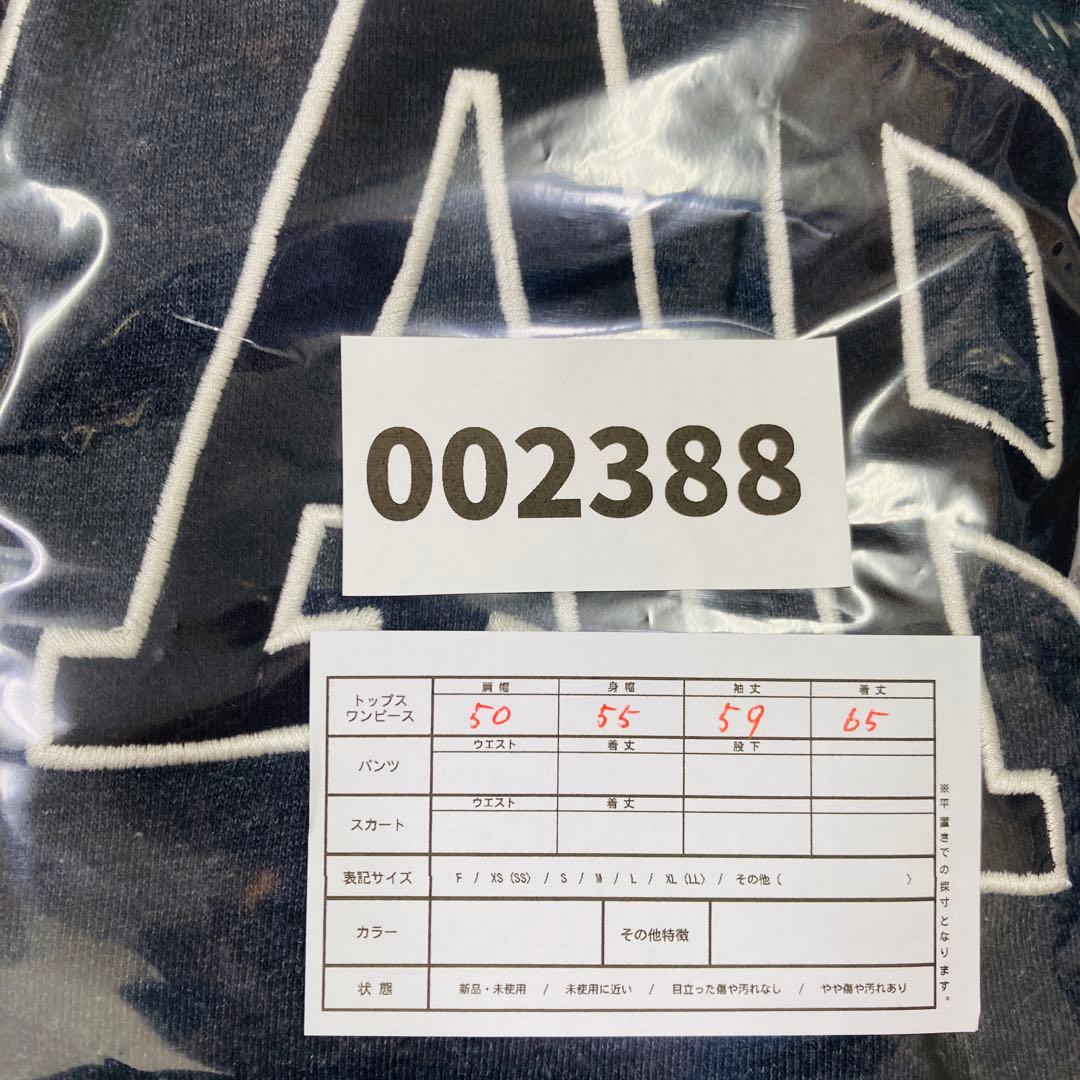 002388
肩幅 身幅 袖丈 着丈
トップス
ワンピース 50 55 59 65
ウエスト 着丈 股下
パンツ
ウエスト 着丈
スカート
表記サイズ F / XS(SS) / S / M / L / XL(LL) / その他( )
カラー その他特徴
状態 新品・未使用 / 未使用に近い / 目立った傷や汚れなし / やや傷や汚れあり
※平置きでの採寸となります。